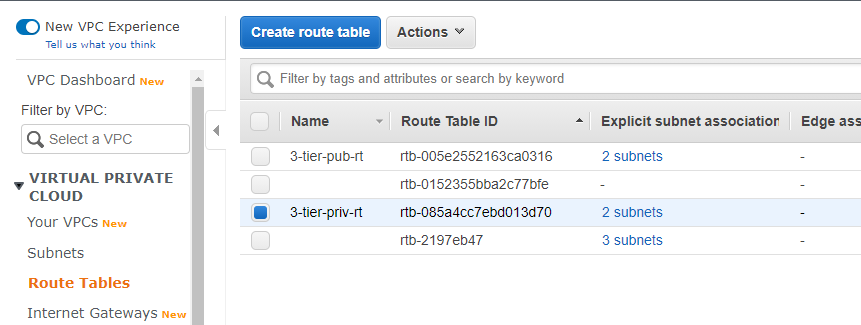 New VPC Experience
Tell us what you think
VPC Dashboard New
Filter by VPC:
Select a VPC
VIRTUAL PRIVATE
CLOUD
Your VPCs New
Subnets
Route Tables
Internet Gateways New
Create route table
Actions
Filter by tags and attributes or search by keyword
Name Route Table ID Explicit subnet association Edge ass
3-tier-pub-rt rtb-005e2552163ca0316 2 subnets -
rtb-0152355bba2c77bfe - -
3-tier-priv-rt rtb-085a4cc7ebd013d70 2 subnets -
rtb-2197eb47 3 subnets -